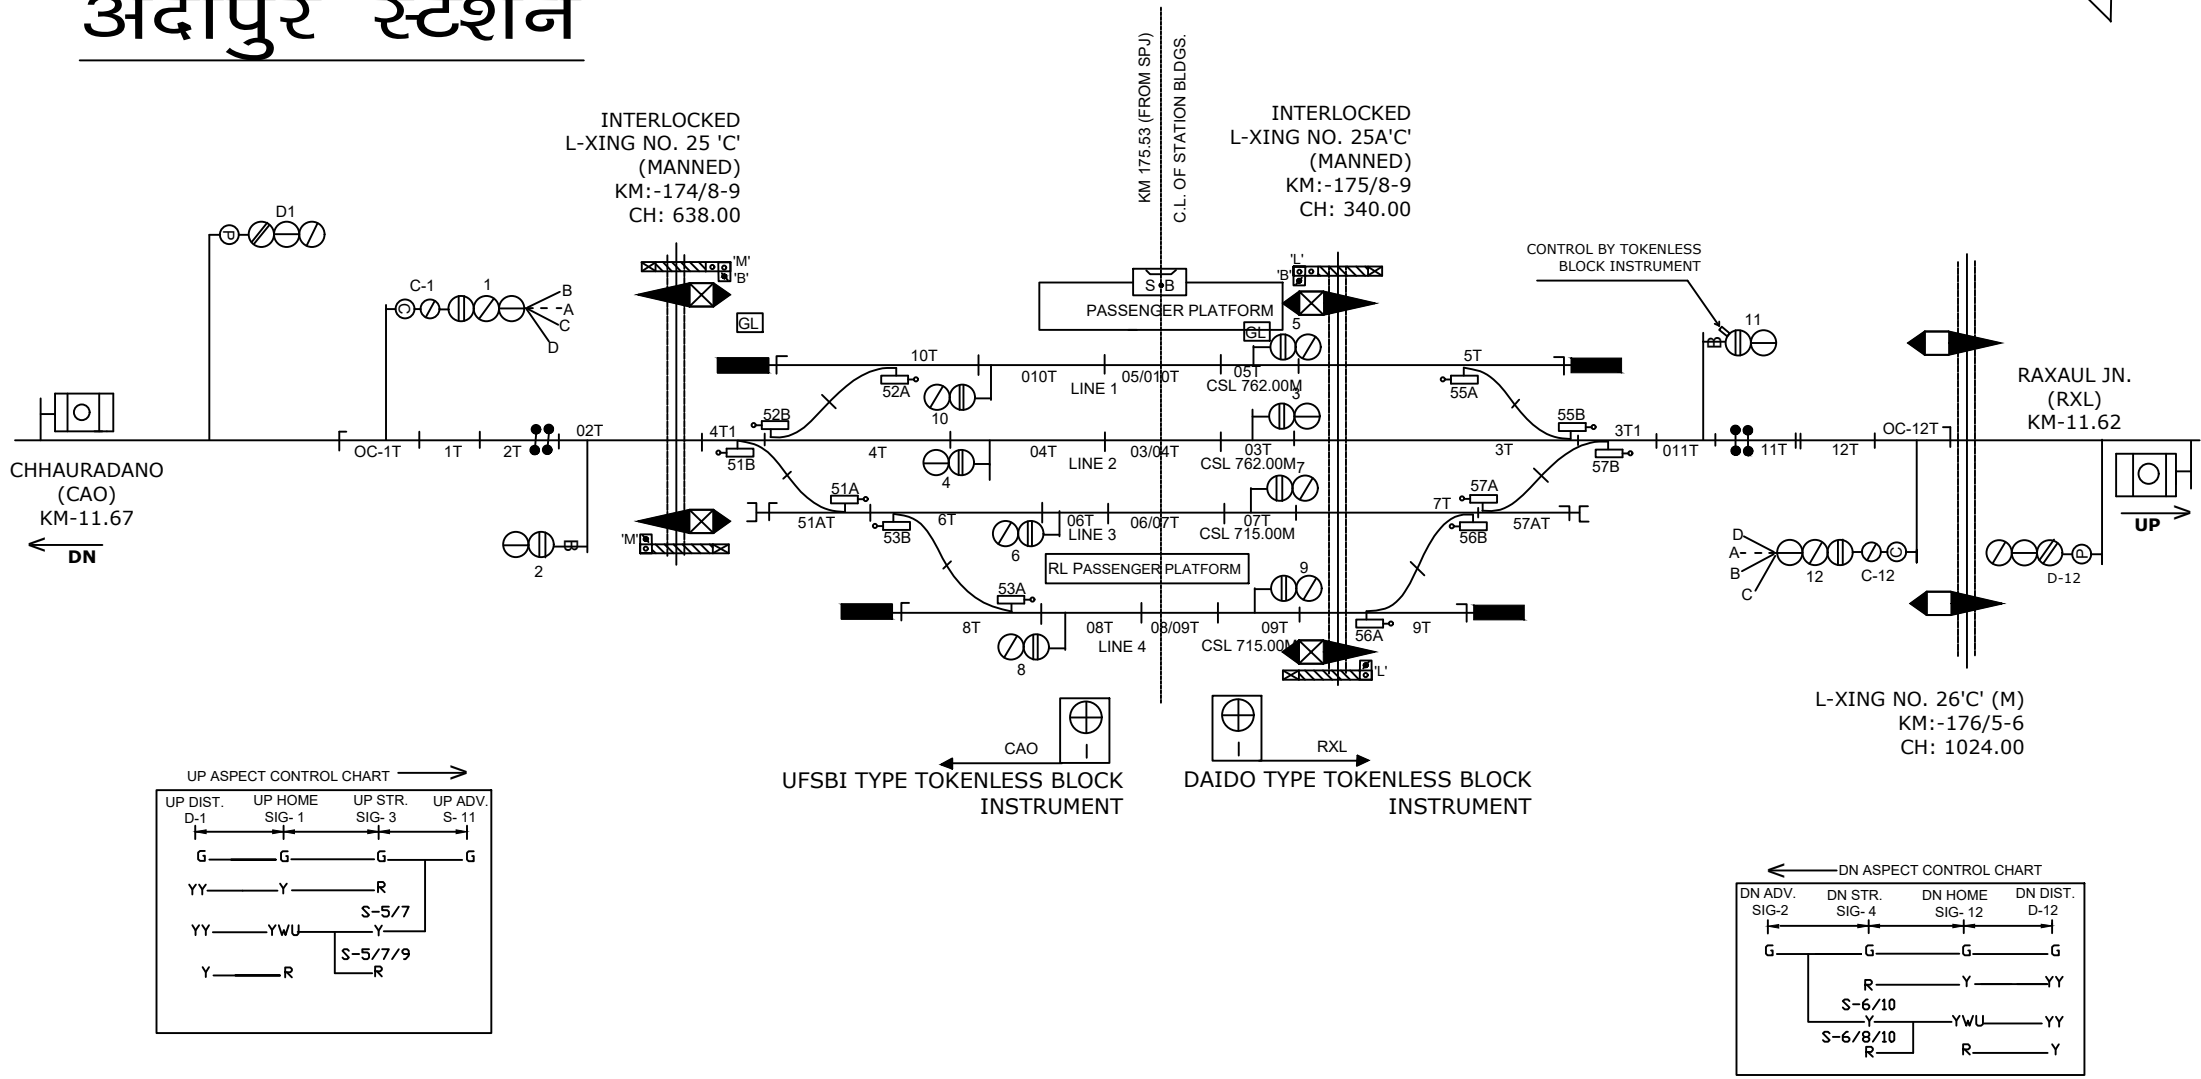 अदापुर स्टेशन
KM 175.53 (FROM SPJ)
C.L. OF STATION BLDGS.
INTERLOCKED
L-XING NO. 25 'C'
(MANNED)
KM:-174/8-9
CH: 638.00
INTERLOCKED
L-XING NO. 25A'C'
(MANNED)
KM:-175/8-9
CH: 340.00
CONTROL BY TOKENLESS
BLOCK INSTRUMENT
D1
P
C-1
1
C
B
A
C
D
'M'
'B'
GL
S B
PASSENGER PLATFORM
GL
'L'
'B'
5
11
B
RAXAUL JN.
(RXL)
KM-11.62
10T
010T
LINE 1
05/010T
05T
CSL 762.00M
5T
52A
10
55A
3
52B
55B
CHHAURADANO
(CAO)
KM-11.67
DN
OC-1T
1T
2T
02T
4T1
51B
4T
4
04T
LINE 2
03/04T
03T
CSL 762.00M
3T
3T1
57B
011T
11T
12T
OC-12T
UP
7
51A
57A
51AT
53B
6T
6
06T
LINE 3
06/07T
07T
CSL 715.00M
7T
56B
57AT
2
B
'M'
RL PASSENGER PLATFORM
9
53A
8T
8
08T
LINE 4
08/09T
09T
CSL 715.00M
56A
9T
'L'
D
A
B
C
12
C-12
C
D-12
P
L-XING NO. 26'C' (M)
KM:-176/5-6
CH: 1024.00
CAO
UFSBI TYPE TOKENLESS BLOCK
INSTRUMENT
RXL
DAIDO TYPE TOKENLESS BLOCK
INSTRUMENT
UP ASPECT CONTROL CHART
UP DIST. UP HOME UP STR. UP ADV.
D-1 SIG- 1 SIG- 3 S- 11
G G G G
YY Y R
S-5/7
YY YWU Y
S-5/7/9
Y R R
DN ASPECT CONTROL CHART
DN ADV. DN STR. DN HOME DN DIST.
SIG-2 SIG- 4 SIG- 12 D-12
G G G G
R Y YY
S-6/10
Y YWU YY
S-6/8/10
R R Y